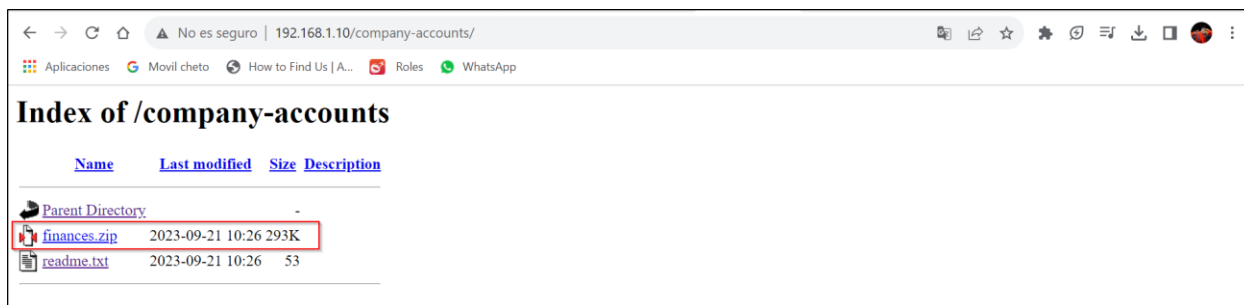 No es seguro | 192.168.1.10/company-accounts/
Aplicaciones Movil cheto How to Find Us | A... Roles WhatsApp
Index of /company-accounts
Name Last modified Size Description
Parent Directory -
finances.zip 2023-09-21 10:26 293K
readme.txt 2023-09-21 10:26 53